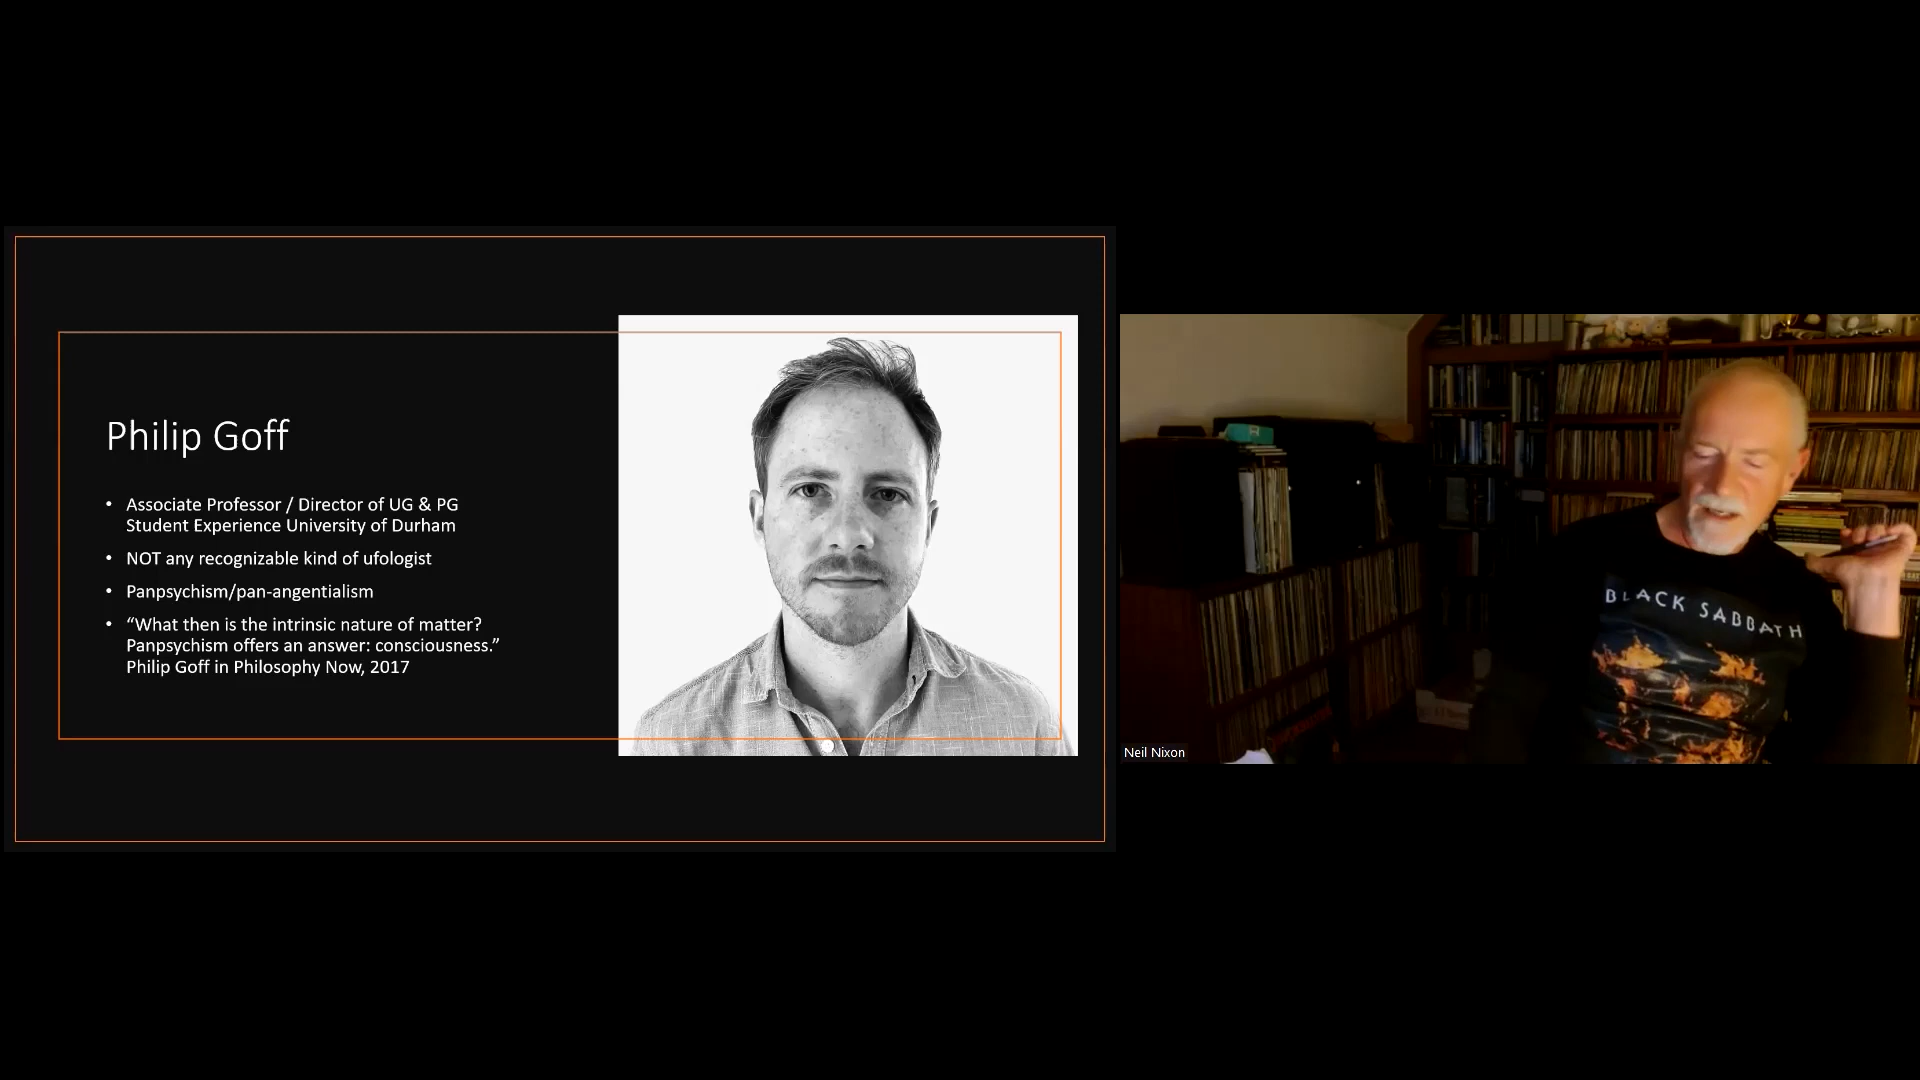 Philip Goff
• Associate Professor / Director of UG & PG
Student Experience University of Durham
• NOT any recognizable kind of ufologist
• Panpsychism/pan-angentialism
• “What then is the intrinsic nature of matter?
Panpsychism offers an answer: consciousness.”
Philip Goff in Philosophy Now, 2017
BLACK SABBATH
Neil Nixon